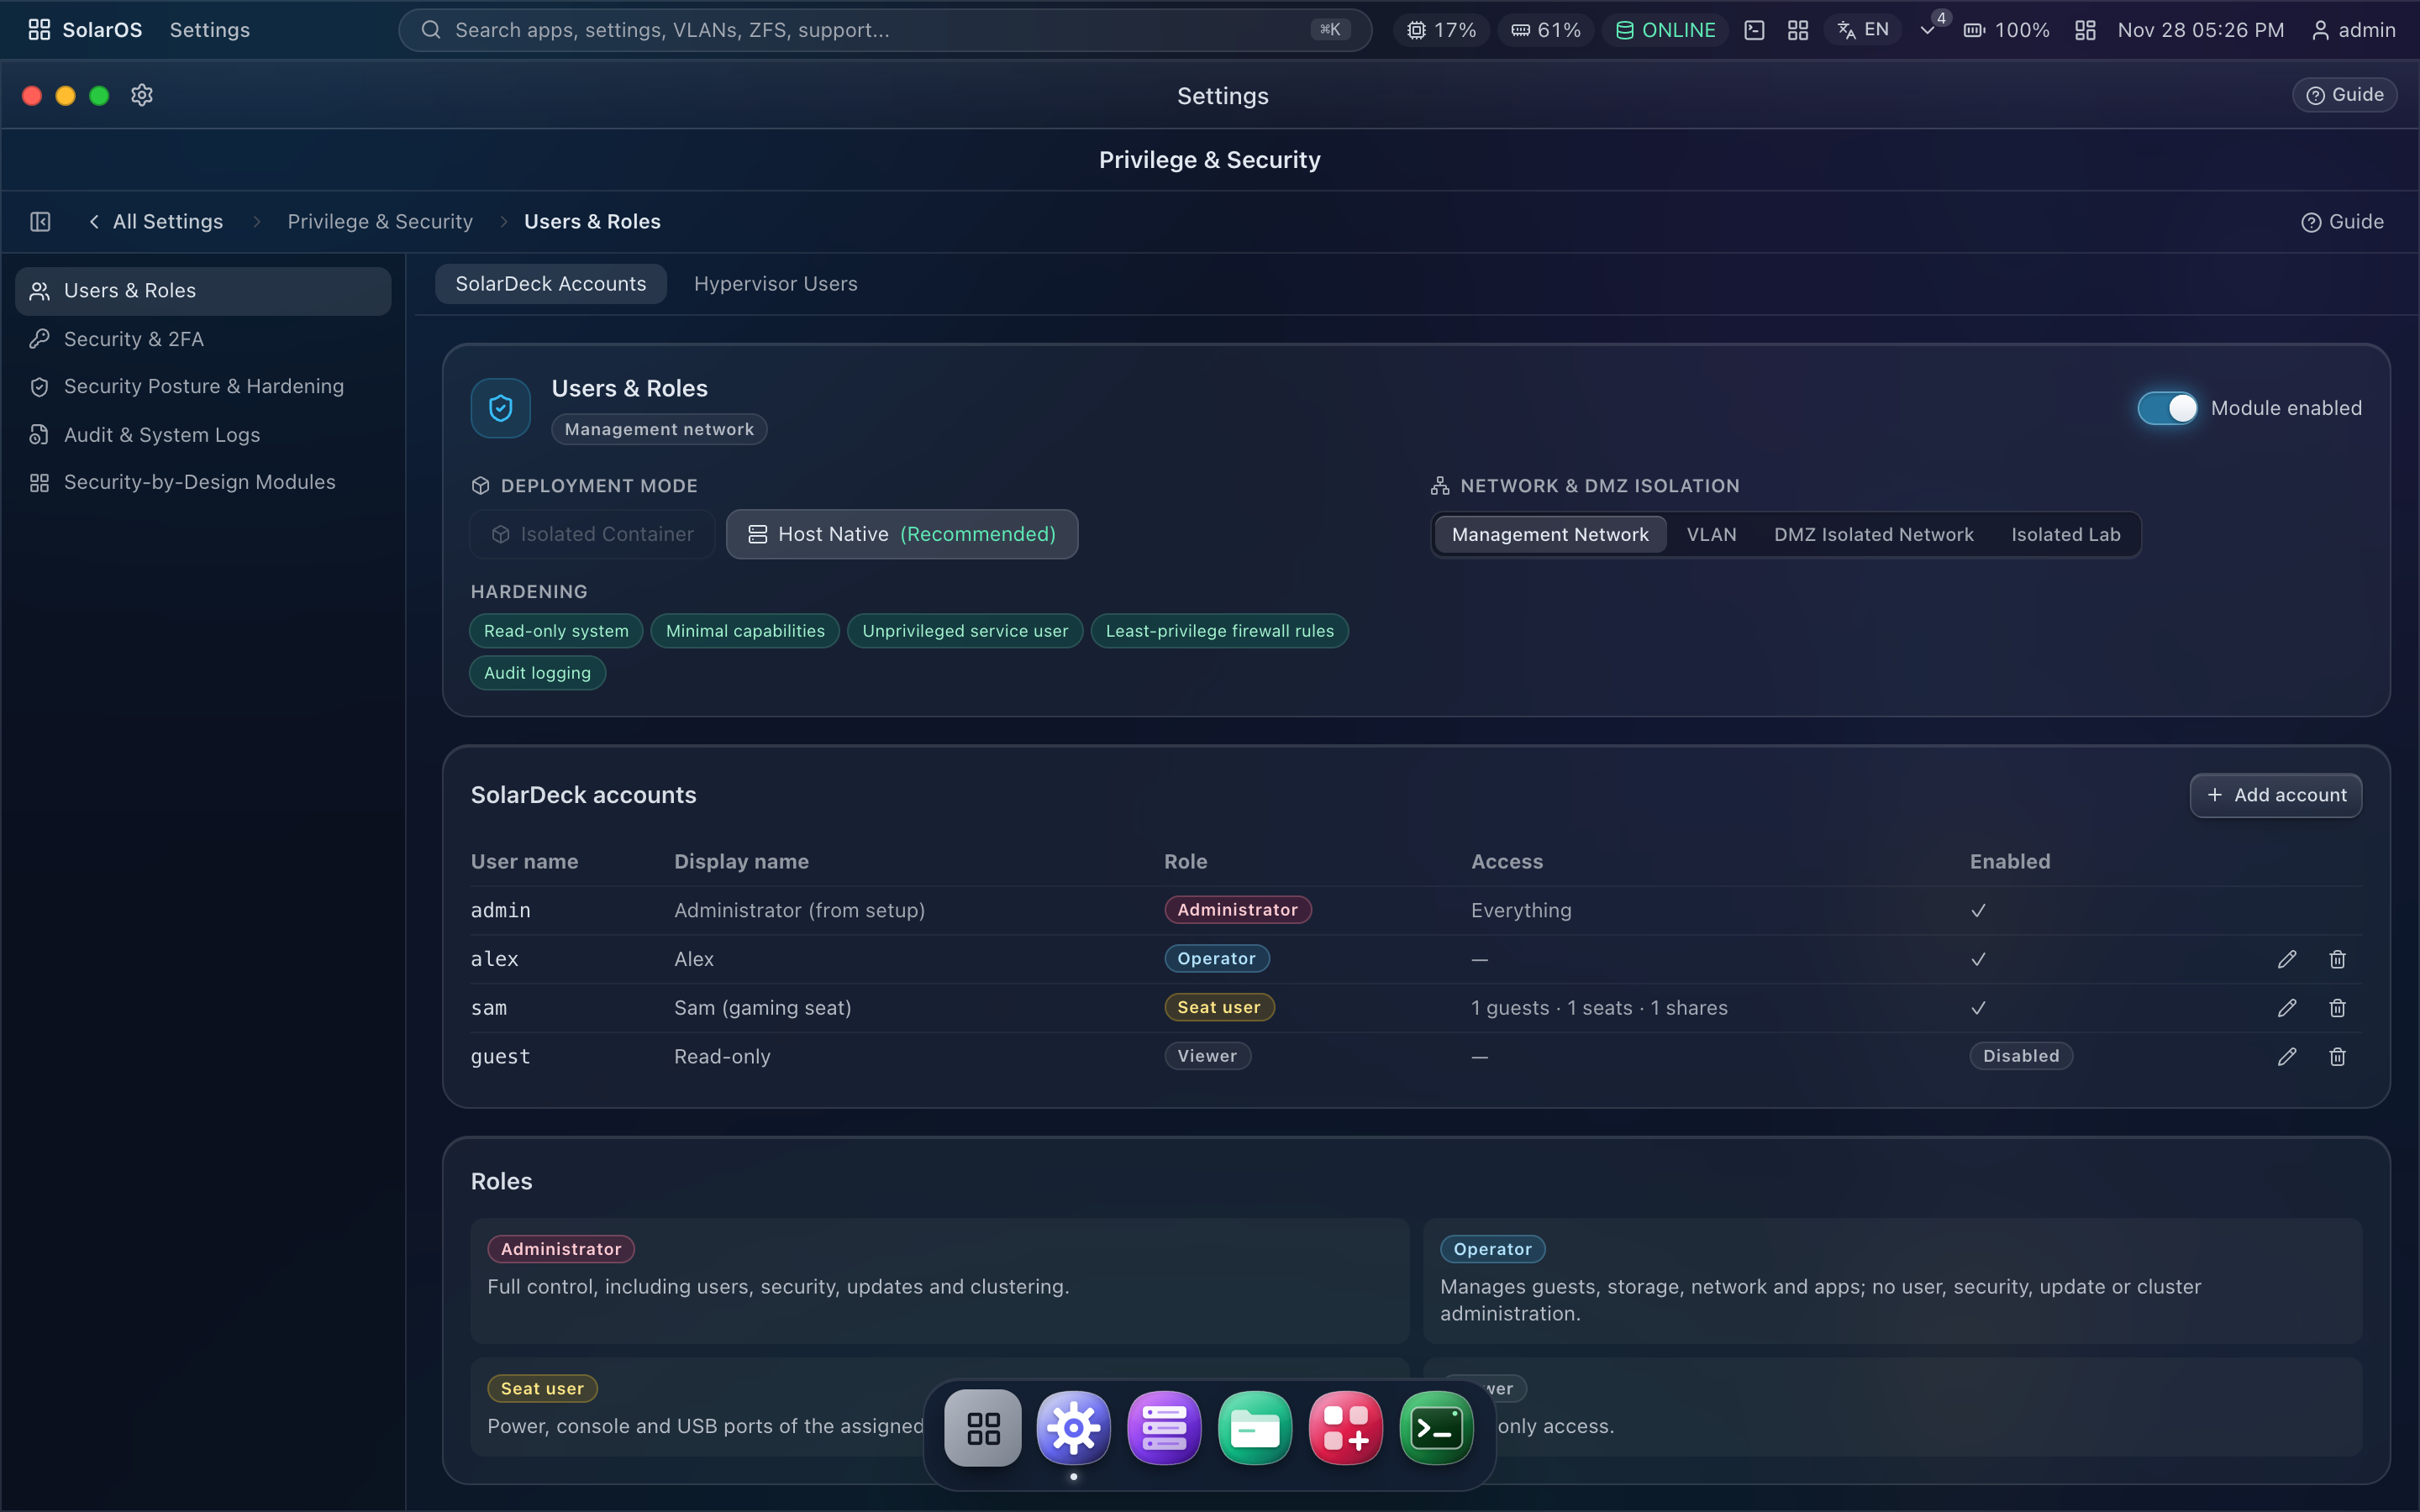 SolarOS Settings Search apps, settings, VLANs, ZFS, support... ⌘K 17% 61% ONLINE EN 4 100% Nov 28 05:26 PM admin
Settings Guide
Privilege & Security
All Settings Privilege & Security Users & Roles Guide
Users & Roles
Security & 2FA
Security Posture & Hardening
Audit & System Logs
Security-by-Design Modules
SolarDeck Accounts Hypervisor Users
Users & Roles
Management network
Module enabled
DEPLOYMENT MODE
Isolated Container Host Native (Recommended)
NETWORK & DMZ ISOLATION
Management Network VLAN DMZ Isolated Network Isolated Lab
HARDENING
Read-only system Minimal capabilities Unprivileged service user Least-privilege firewall rules
Audit logging
SolarDeck accounts + Add account
User name Display name Role Access Enabled
admin Administrator (from setup) Administrator Everything ✓
alex Alex Operator — ✓
sam Sam (gaming seat) Seat user 1 guests · 1 seats · 1 shares ✓
guest Read-only Viewer — Disabled
Roles
Administrator
Full control, including users, security, updates and clustering.
Operator
Manages guests, storage, network and apps; no user, security, update or cluster
administration.
Seat user
Power, console and USB ports of the assigned
only access.